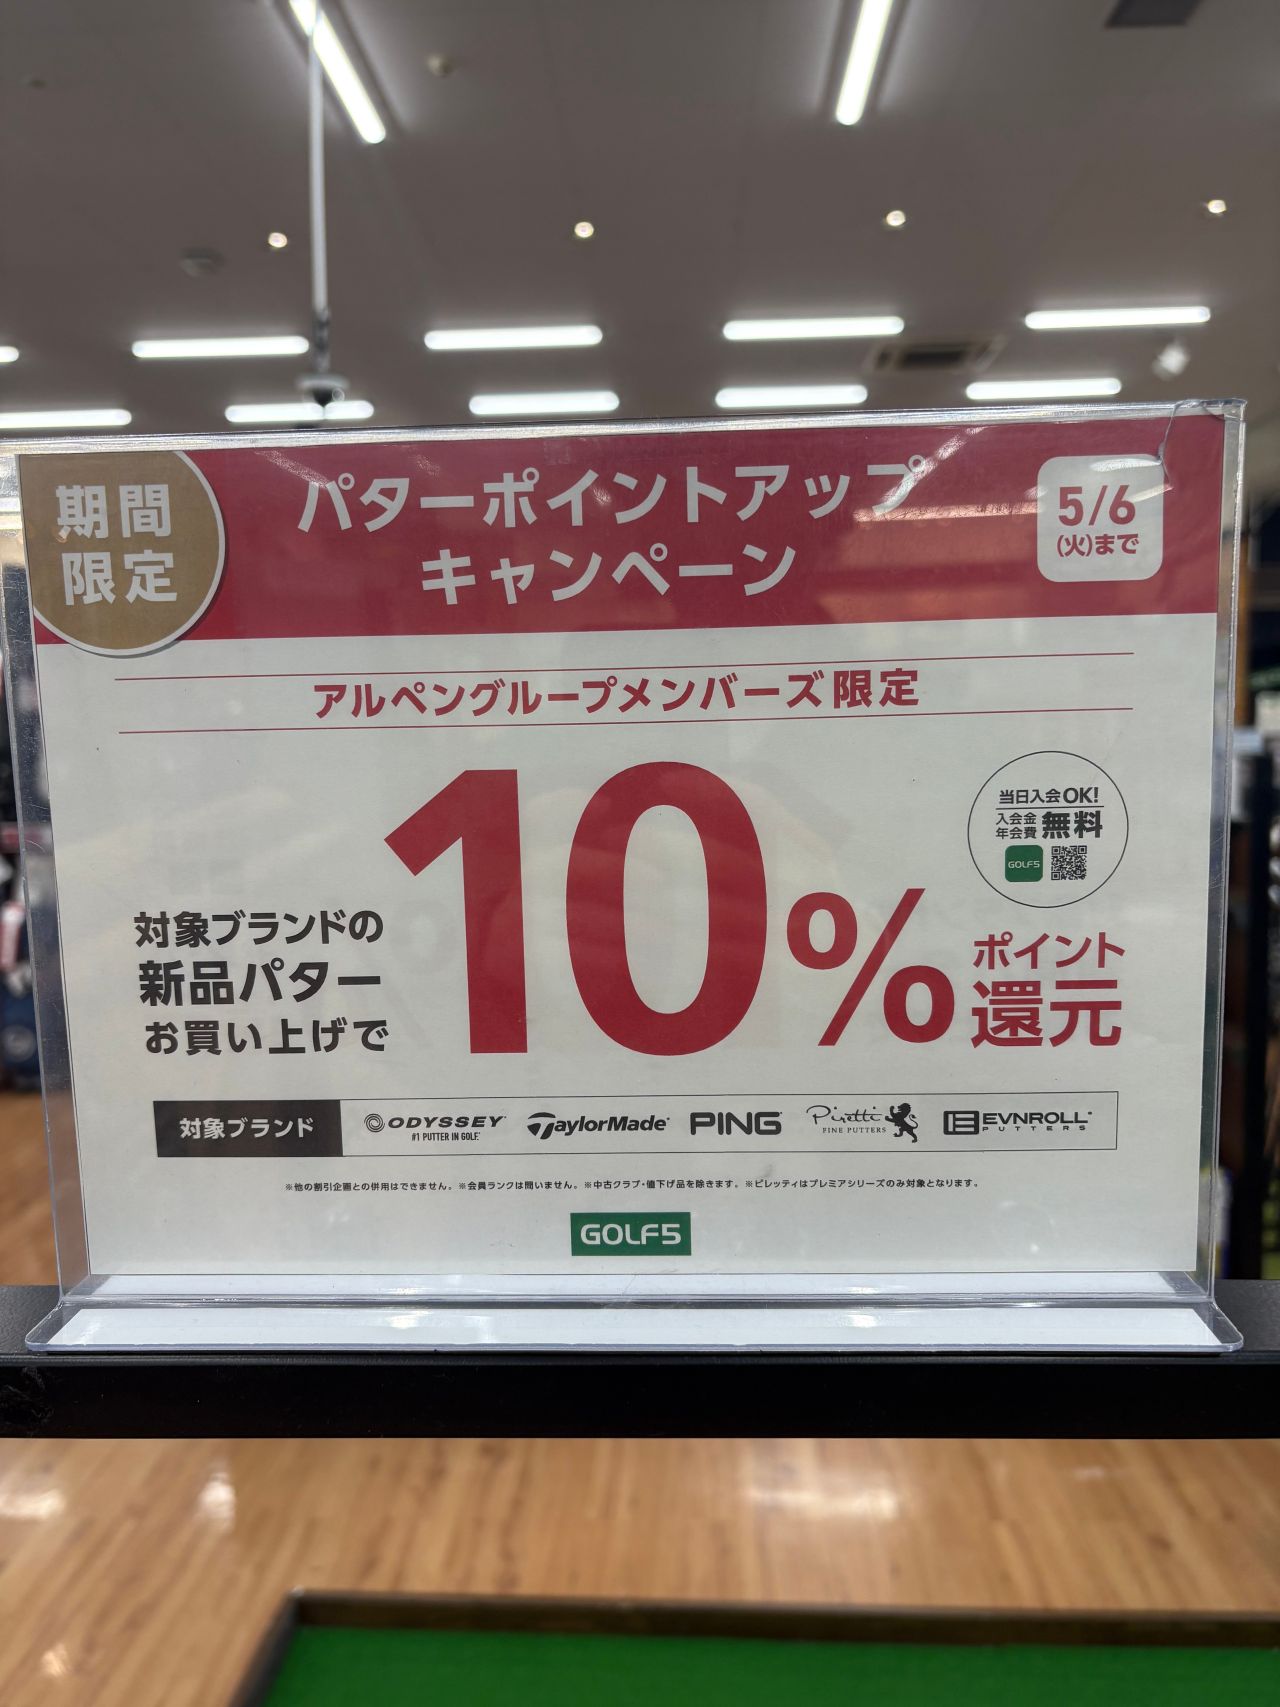 期間
限定
パターポイントアップ
キャンペーン
5/6
(火)まで
アルペングループメンバーズ限定
当日入会OK!
入会金
年会費 無料
GOLF5
対象ブランドの
新品パター
お買い上げで
10%
ポイント
還元
対象ブランド
ODYSSEY
#1 PUTTER IN GOLF.
TaylorMade
PING
Piretti
FINE PUTTERS
EVNROLL
PUTTERS
※他の割引企画との併用はできません。※会員ランクは問いません。※中古クラブ・値下げ品を除きます。※ピレッティはプレミアシリーズのみ対象となります。
GOLF5